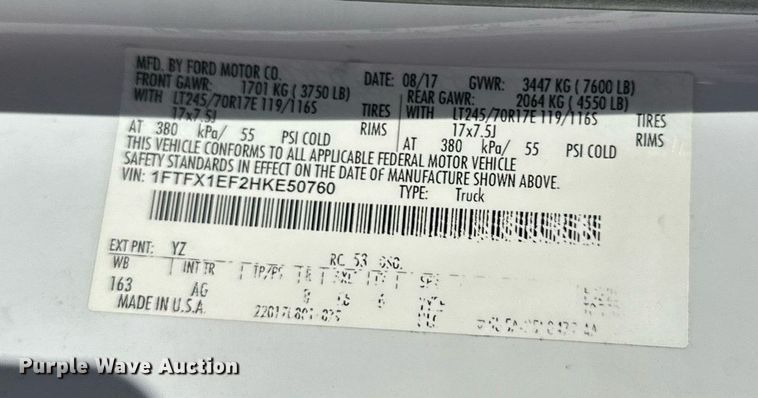 MFD. BY FORD MOTOR CO. DATE: 08/17 GVWR: 3447 KG ( 7600 LB)
FRONT GAWR: 1701 KG ( 3750 LB) REAR GAWR: 2064 KG ( 4550 LB)
WITH LT245/70R17E 119/116S TIRES WITH LT245/70R17E 119/116S TIRES
17x7.5J RIMS 17x7.5J RIMS
AT 380 kPa/ 55 PSI COLD AT 380 kPa/ 55 PSI COLD
THIS VEHICLE CONFORMS TO ALL APPLICABLE FEDERAL MOTOR VEHICLE
SAFETY STANDARDS IN EFFECT ON THE DATE OF MANUFACTURE SHOWN ABOVE.
VIN: 1FTFX1EF2HKE50760 TYPE: Truck
EXT PNT: YZ RC 53
WB INT TR
163 AG
MADE IN U.S.A.
Purple Wave Auction